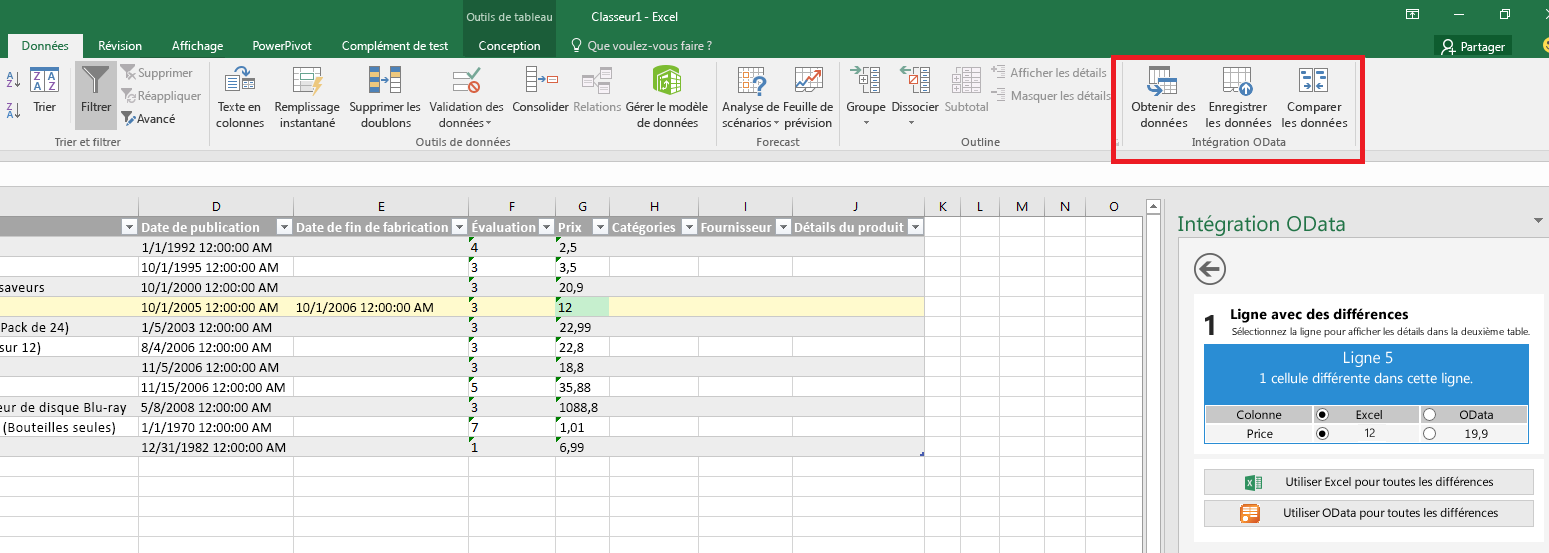 Outils de tableau
Classeur1 - Excel
Données Révision Affichage PowerPivot Complément de test Conception Que voulez-vous faire ?
Partager
Trier
Filtrer
Supprimer
Réappliquer
Avancé
Trier et filtrer
Texte en
colonnes
Remplissage
instantané
Supprimer les
doublons
Validation des
données
Consolider
Relations
Gérer le modèle
de données
Outils de données
Analyse de
scénarios
Feuille de
prévision
Forecast
Groupe
Dissocier
Subtotal
Afficher les détails
Masquer les détails
Outline
Obtenir des
données
Enregistrer
les données
Comparer
les données
Intégration OData
D E F G H I J K L M N O
Date de publication Date de fin de fabrication Évaluation Prix Catégories Fournisseur Détails du produit
1/1/1992 12:00:00 AM 4 2,5
10/1/1995 12:00:00 AM 3 3,5
saveurs 10/1/2000 12:00:00 AM 3 20,9
10/1/2005 12:00:00 AM 10/1/2006 12:00:00 AM 3 12
Pack de 24) 1/5/2003 12:00:00 AM 3 22,99
sur 12) 8/4/2006 12:00:00 AM 3 22,8
11/5/2006 12:00:00 AM 3 18,8
11/15/2006 12:00:00 AM 5 35,88
eur de disque Blu-ray 5/8/2008 12:00:00 AM 3 1088,8
(Bouteilles seules) 1/1/1970 12:00:00 AM 7 1,01
12/31/1982 12:00:00 AM 1 6,99
Intégration OData
1 Ligne avec des différences
Sélectionnez la ligne pour afficher les détails dans la deuxième table.
Ligne 5
1 cellule différente dans cette ligne.
Colonne Excel OData
Price 12 19,9
Utiliser Excel pour toutes les différences
Utiliser OData pour toutes les différences